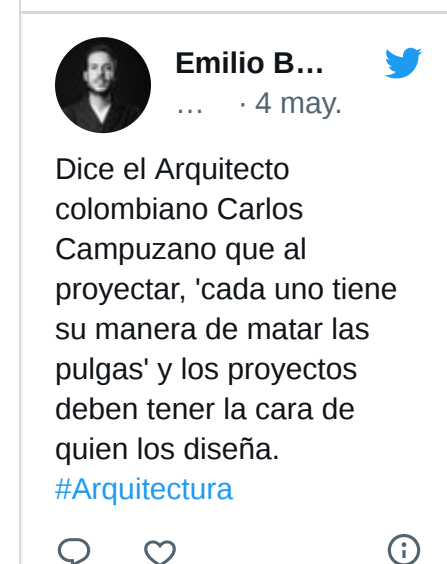 Emilio B...
... · 4 may.
Dice el Arquitecto
colombiano Carlos
Campuzano que al
proyectar, 'cada uno tiene
su manera de matar las
pulgas' y los proyectos
deben tener la cara de
quien los diseña.
#Arquitectura